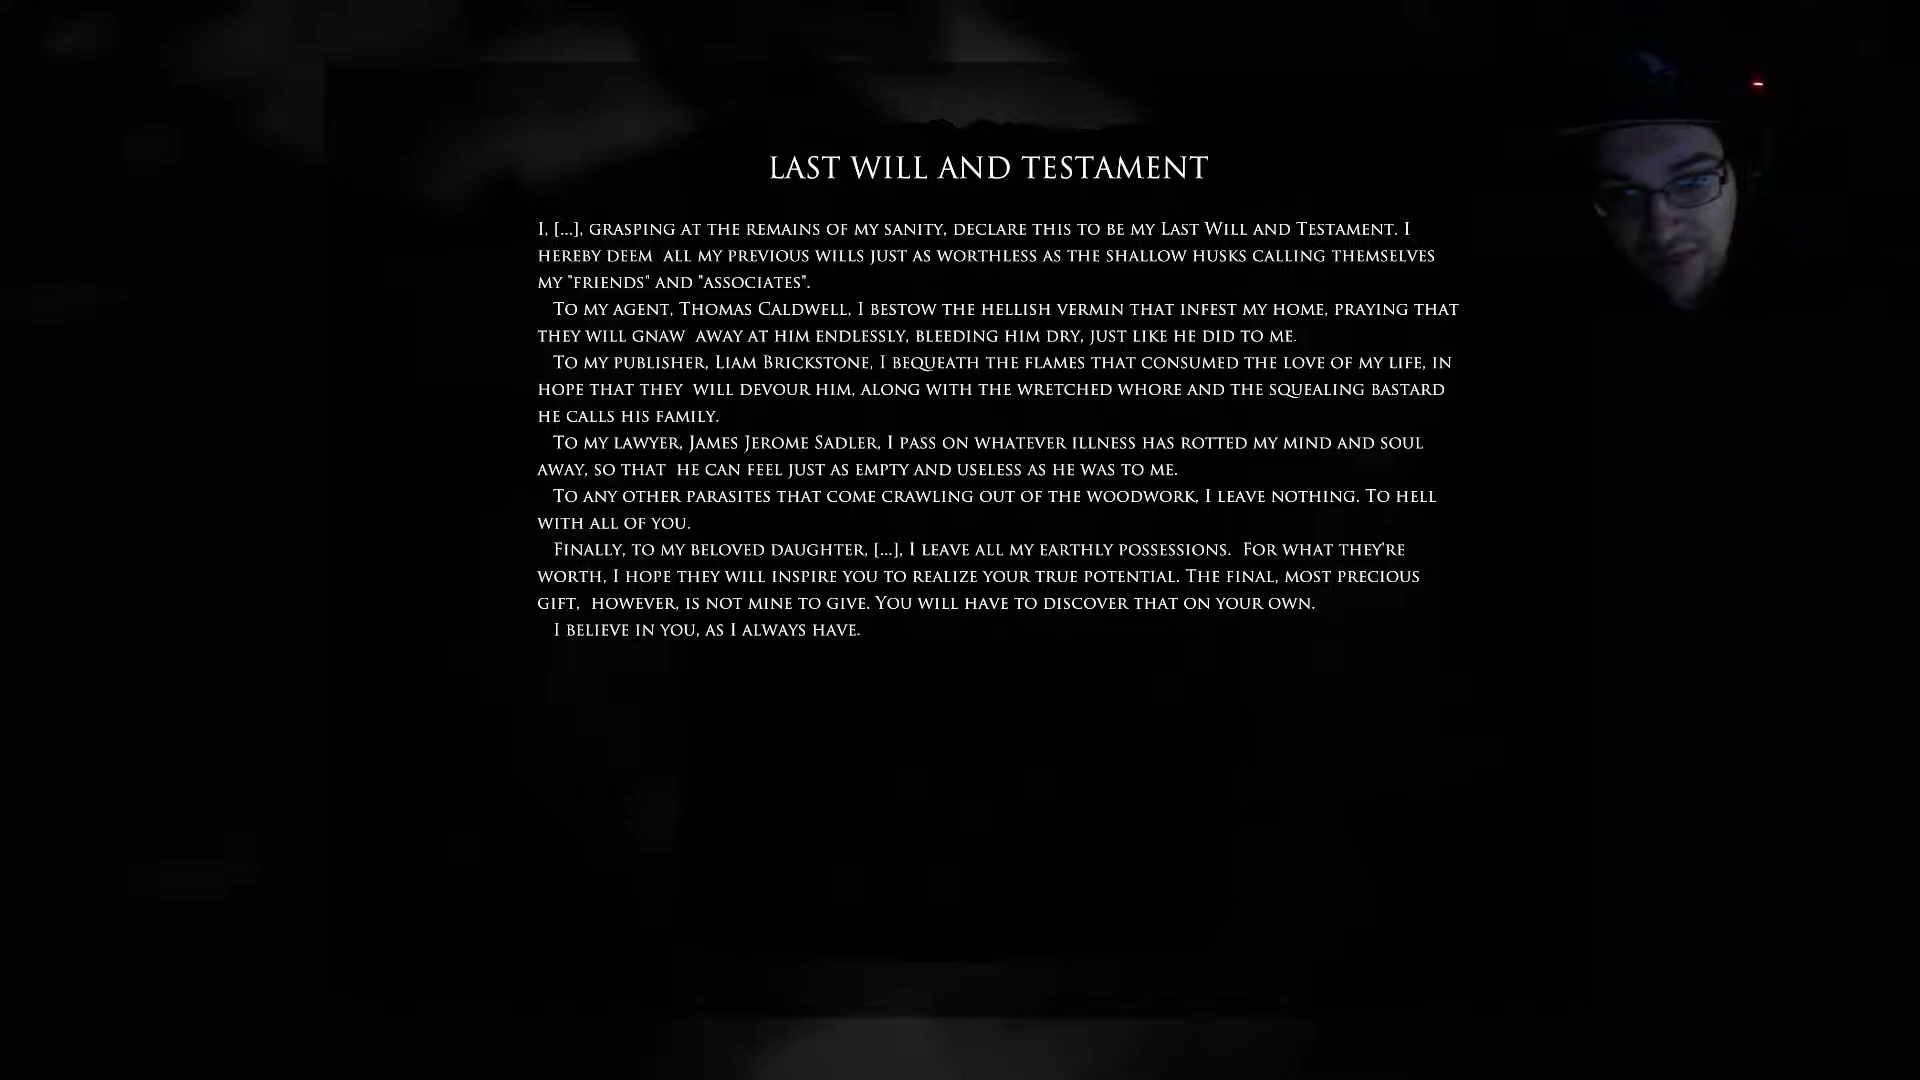 LAST WILL AND TESTAMENT
I, [...], GRASPING AT THE REMAINS OF MY SANITY, DECLARE THIS TO BE MY LAST WILL AND TESTAMENT. I
HEREBY DEEM  ALL MY PREVIOUS WILLS JUST AS WORTHLESS AS THE SHALLOW HUSKS CALLING THEMSELVES
MY "FRIENDS" AND "ASSOCIATES".
TO MY AGENT, THOMAS CALDWELL, I BESTOW THE HELLISH VERMIN THAT INFEST MY HOME, PRAYING THAT
THEY WILL GNAW  AWAY AT HIM ENDLESSLY, BLEEDING HIM DRY, JUST LIKE HE DID TO ME.
TO MY PUBLISHER, LIAM BRICKSTONE, I BEQUEATH THE FLAMES THAT CONSUMED THE LOVE OF MY LIFE, IN
HOPE THAT THEY  WILL DEVOUR HIM, ALONG WITH THE WRETCHED WHORE AND THE SQUEALING BASTARD
HE CALLS HIS FAMILY.
TO MY LAWYER, JAMES JEROME SADLER, I PASS ON WHATEVER ILLNESS HAS ROTTED MY MIND AND SOUL
AWAY, SO THAT  HE CAN FEEL JUST AS EMPTY AND USELESS AS HE WAS TO ME.
TO ANY OTHER PARASITES THAT COME CRAWLING OUT OF THE WOODWORK, I LEAVE NOTHING. TO HELL
WITH ALL OF YOU.
FINALLY, TO MY BELOVED DAUGHTER, [...], I LEAVE ALL MY EARTHLY POSSESSIONS.  FOR WHAT THEY'RE
WORTH, I HOPE THEY WILL INSPIRE YOU TO REALIZE YOUR TRUE POTENTIAL. THE FINAL, MOST PRECIOUS
GIFT,  HOWEVER, IS NOT MINE TO GIVE. YOU WILL HAVE TO DISCOVER THAT ON YOUR OWN.
I BELIEVE IN YOU, AS I ALWAYS HAVE.